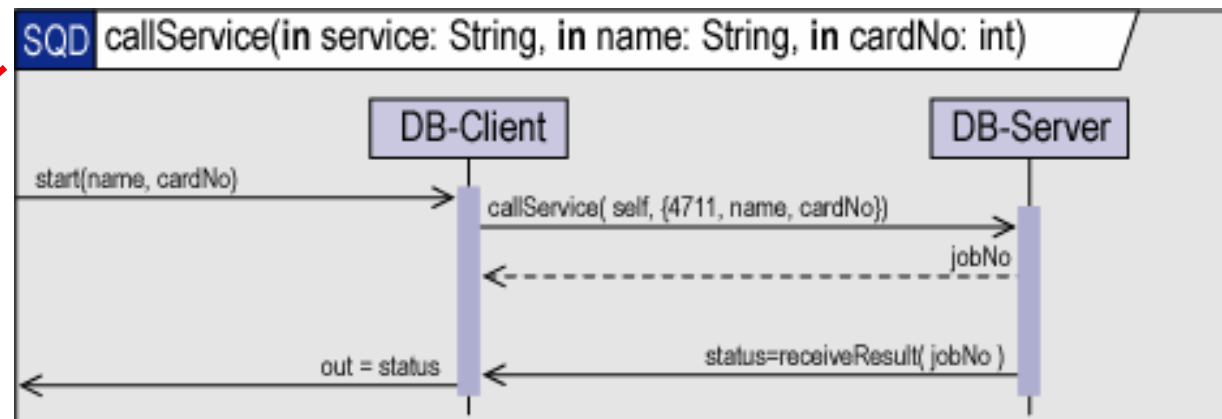 SQD callService(in service: String, in name: String, in cardNo: int)
DB-Client
DB-Server
start(name, cardNo)
callService( self, {4711, name, cardNo})
jobNo
status=receiveResult( jobNo )
out = status